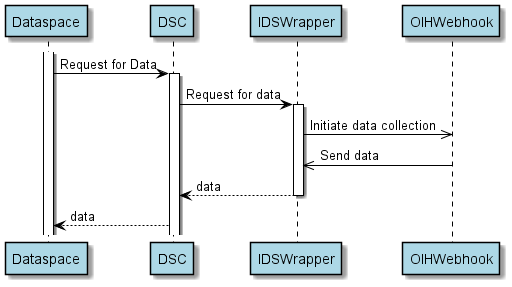 Dataspace DSC IDSWrapper OIHWebhook
Request for Data
Request for data
Initiate data collection
Send data
data
data
Dataspace DSC IDSWrapper OIHWebhook